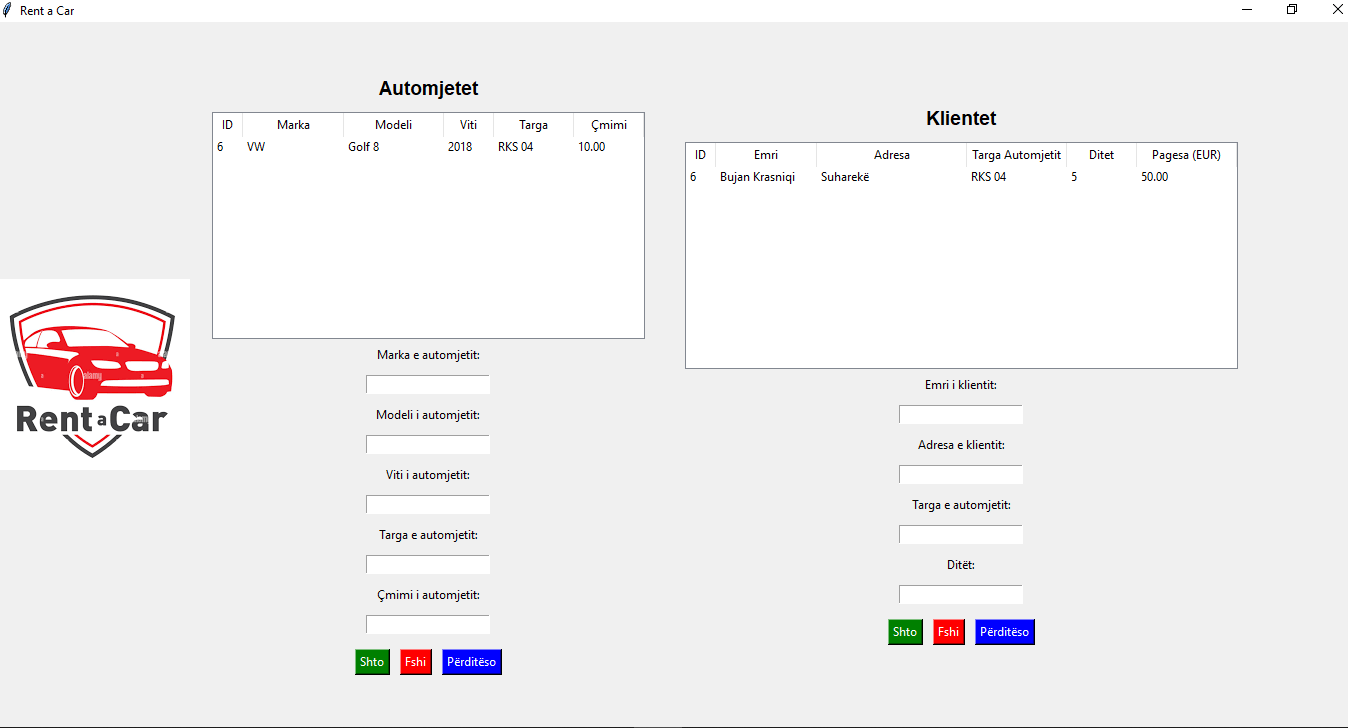 Rent a Car
Automjetet
ID Marka Modeli Viti Targa Çmimi
6 VW Golf 8 2018 RKS 04 10.00
Marka e automjetit:
Modeli i automjetit:
Viti i automjetit:
Targa e automjetit:
Çmimi i automjetit:
Shto Fshi Përditëso
Klientet
ID Emri Adresa Targa Automjetit Ditet Pagesa (EUR)
6 Bujan Krasniqi Suharekë RKS 04 5 50.00
Emri i klientit:
Adresa e klientit:
Targa e automjetit:
Ditët:
Shto Fshi Përditëso
Rent a Car